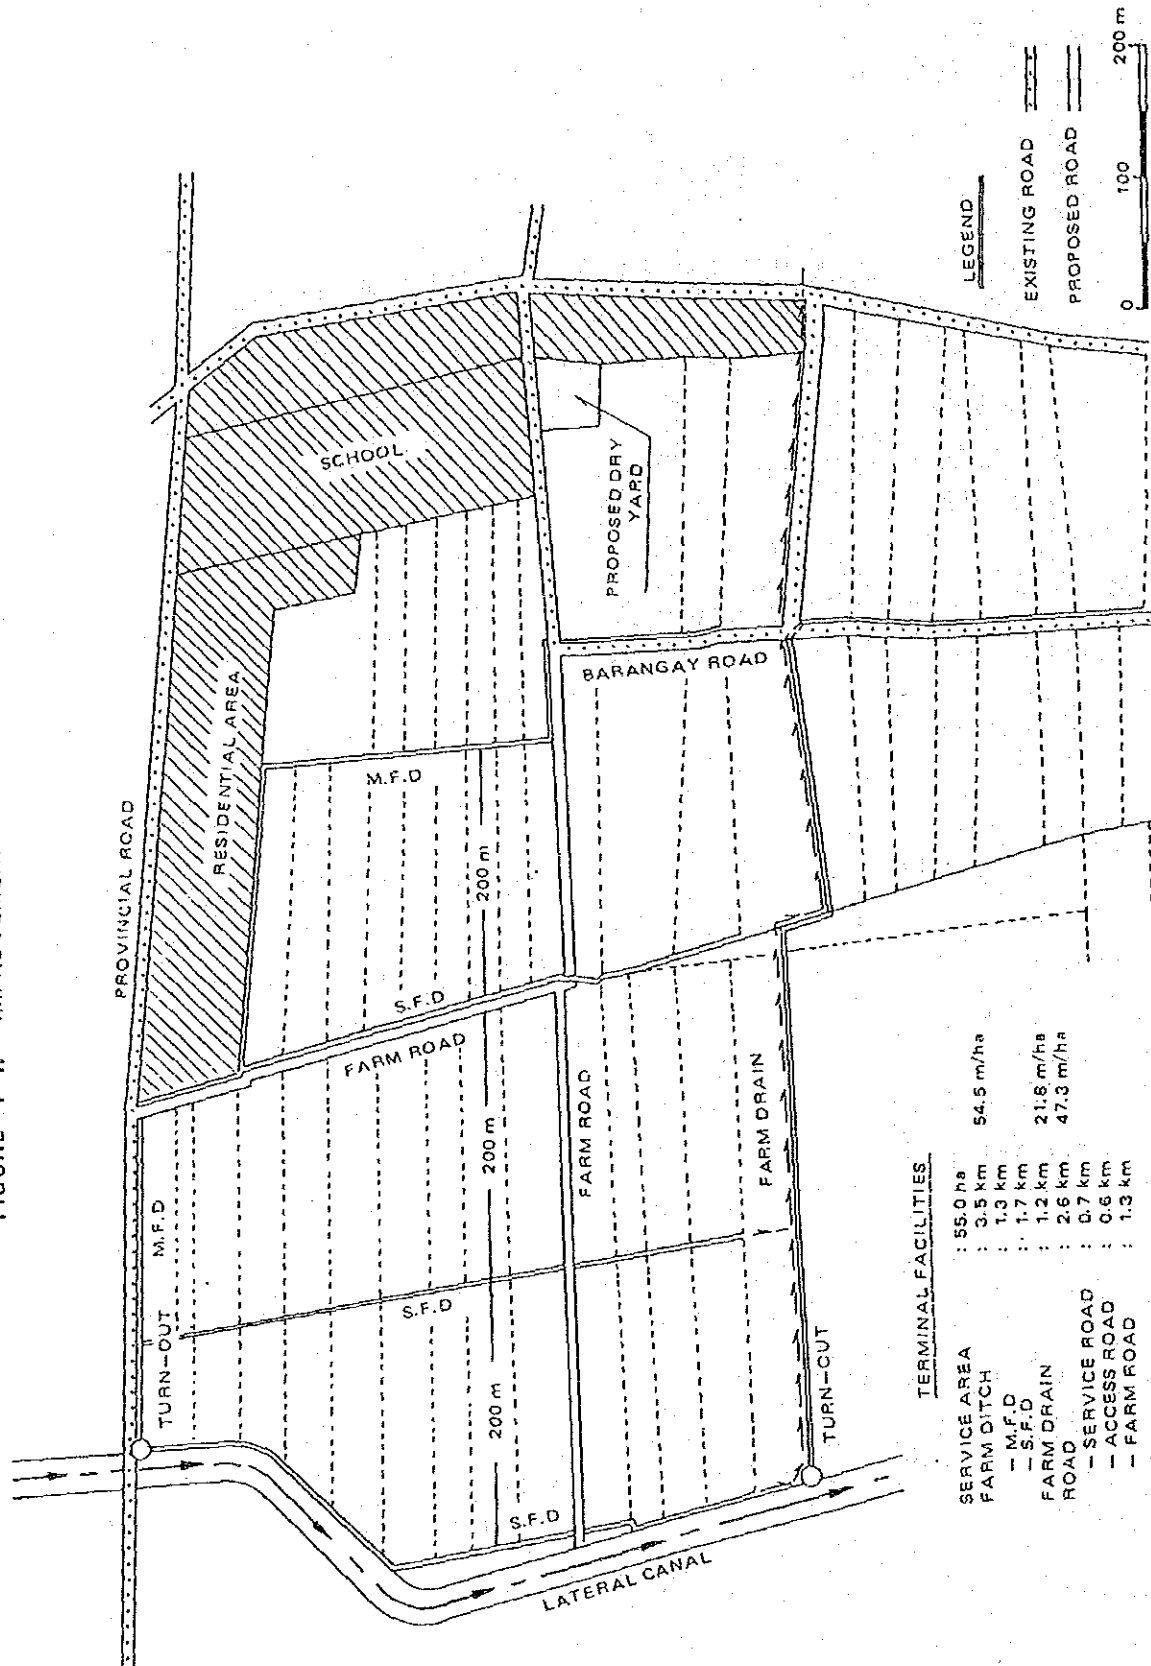 PROVINCIAL ROAD
RESIDENTIAL AREA
SCHOOL
TURN-OUT
M.F.D
S.F.D
FARM ROAD
S.F.D
M.F.D
200 m
200 m
200 m
S.F.D
FARM ROAD
BARANGAY ROAD
PROPOSED DRY
YARD
FARM DRAIN
TURN-OUT
LATERAL CANAL
TERMINAL FACILITIES
SERVICE AREA : 55.0 ha
FARM DITCH : 3.5 km 54.5 m/ha
- M.F.D : 1.3 km
- S.F.D : 1.7 km
FARM DRAIN : 1.2 km 21.8 m/ha
ROAD : 2.6 km 47.3 m/ha
- SERVICE ROAD : 0.7 km
- ACCESS ROAD : 0.6 km
- FARM ROAD : 1.3 km
LEGEND
EXISTING ROAD
PROPOSED ROAD
0 100 200 m